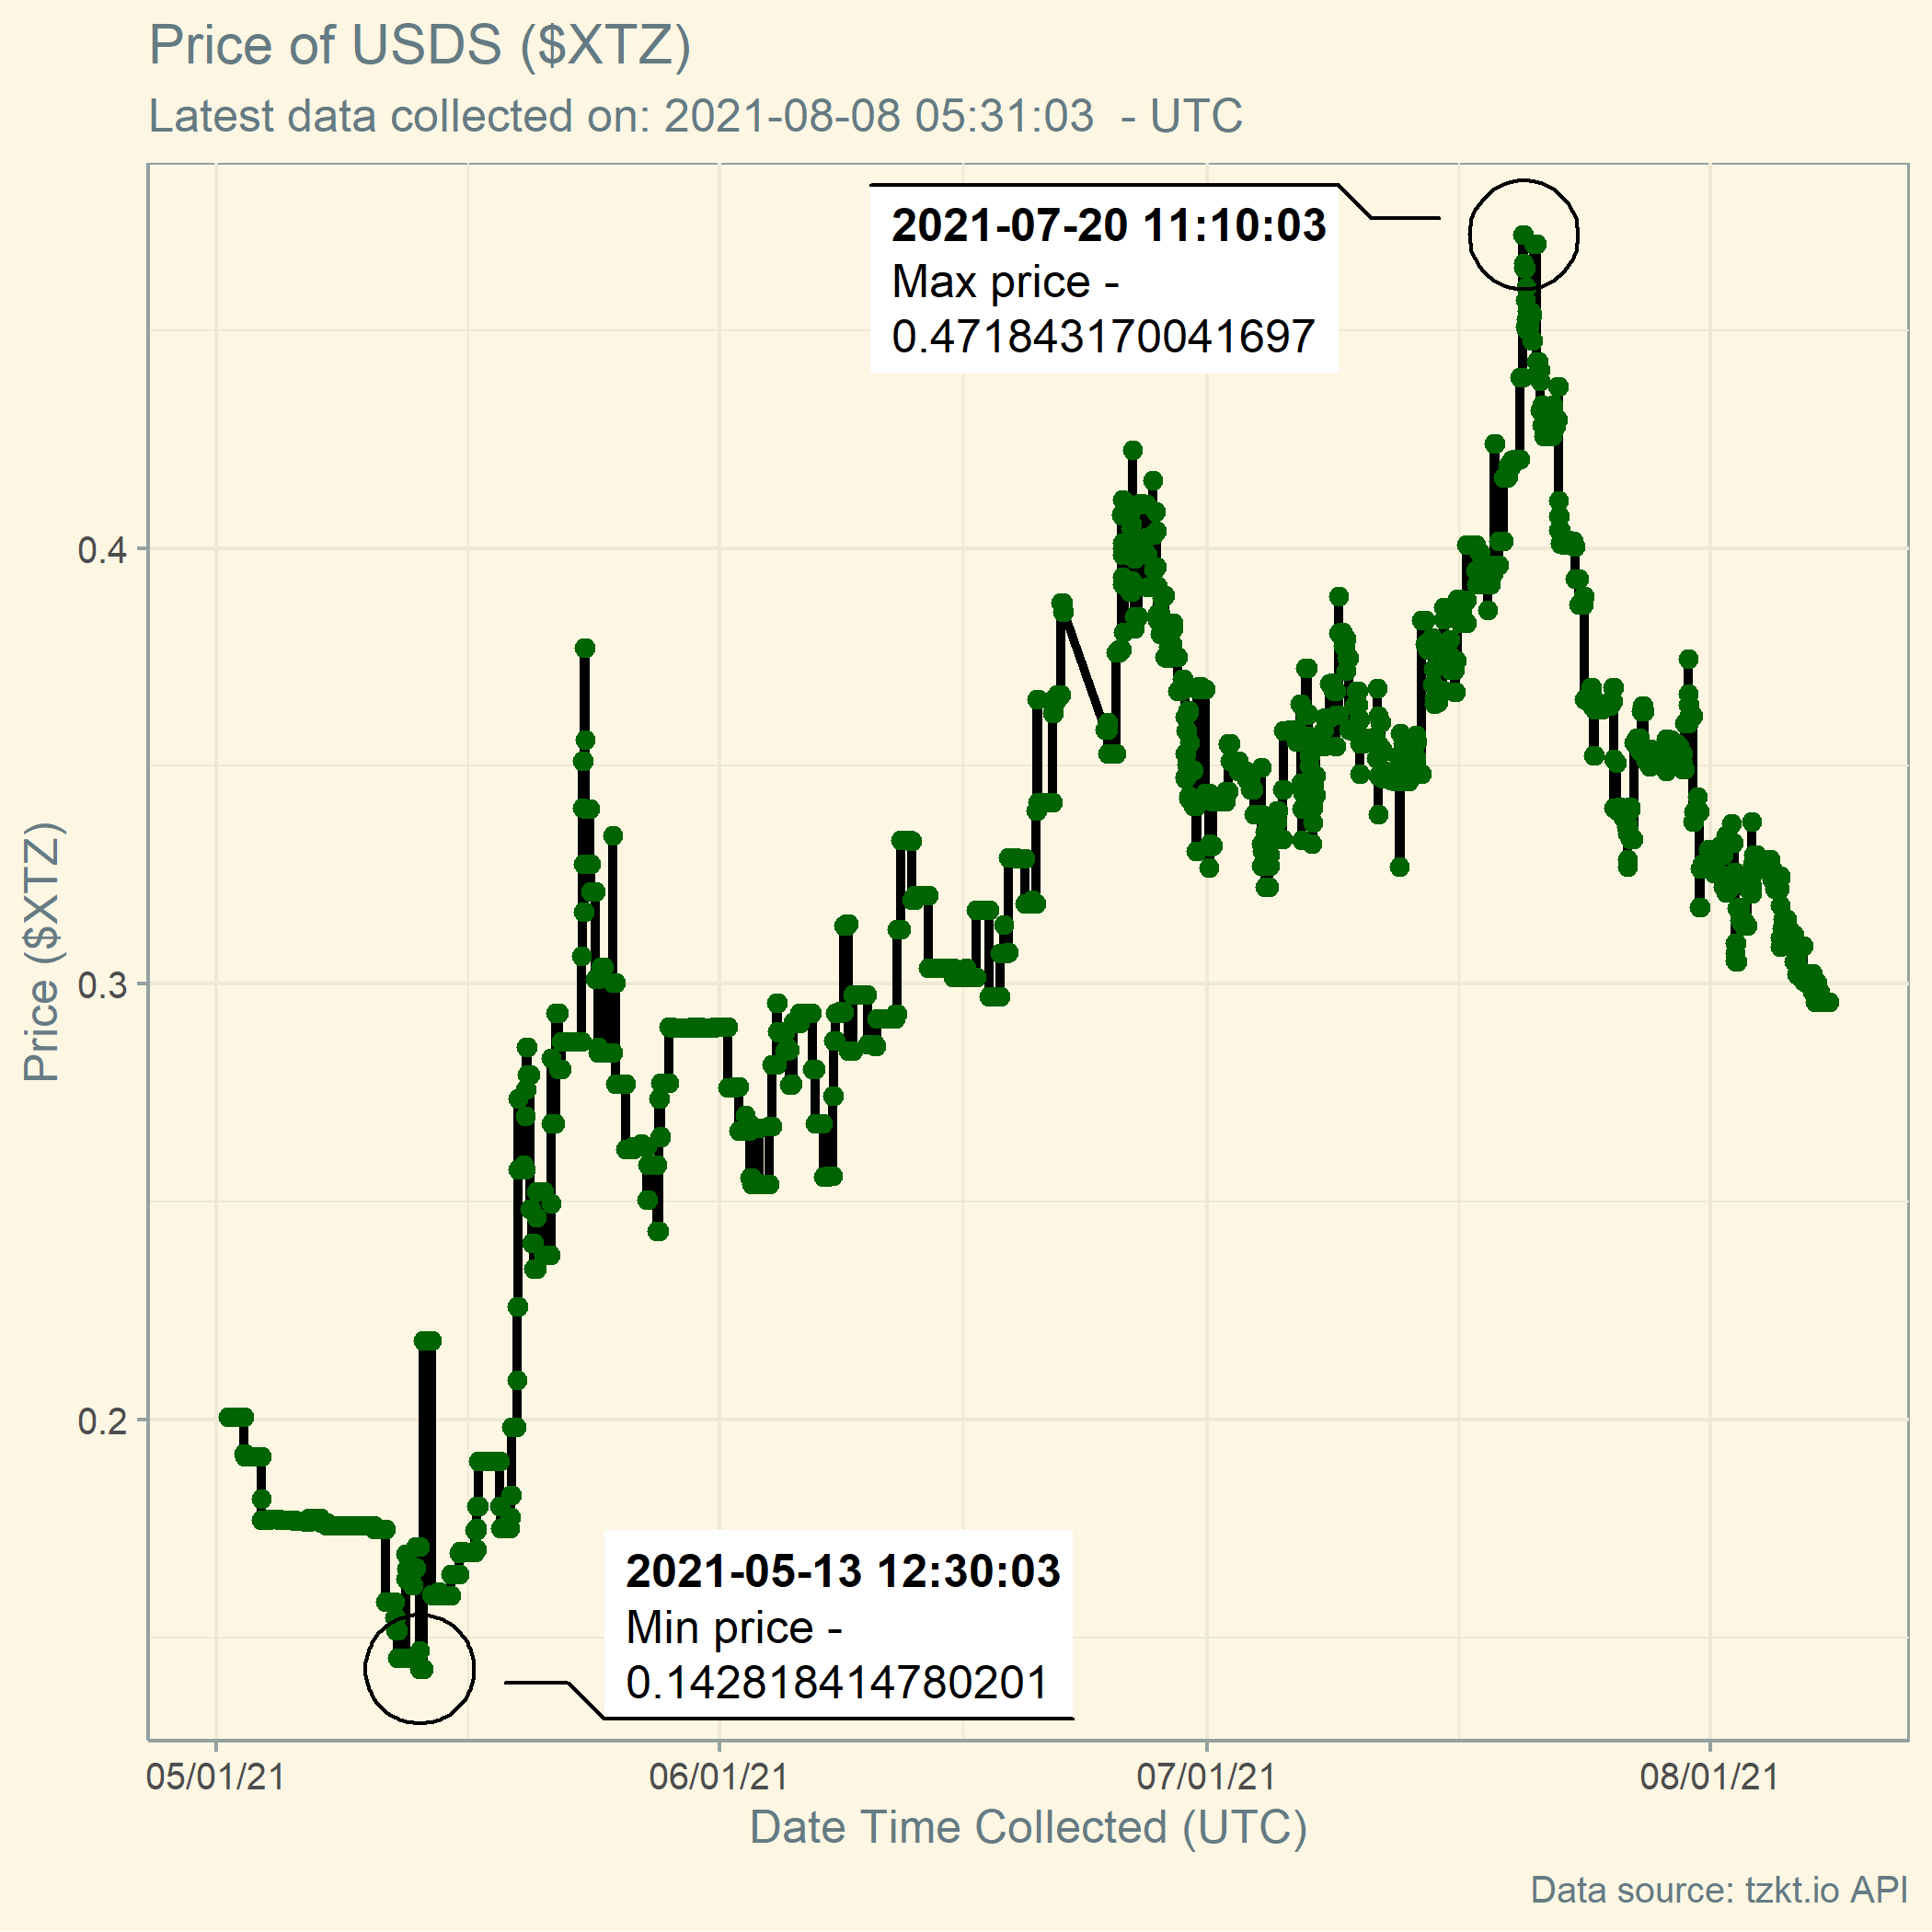 Price of USDS ($XTZ)
Latest data collected on: 2021-08-08 05:31:03  - UTC
2021-07-20 11:10:03
Max price -
0.471843170041697
0.4
0.3
0.2
Price ($XTZ)
2021-05-13 12:30:03
Min price -
0.142818414780201
05/01/21 06/01/21 07/01/21 08/01/21
Date Time Collected (UTC)
Data source: tzkt.io API